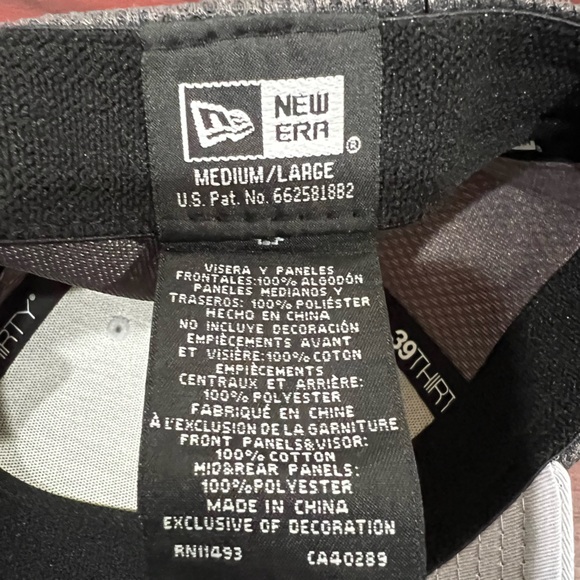 NEW
ERA
®
MEDIUM/LARGE
U.S. Pat. No. 6625818B2
VISERA Y PANELES
FRONTALES:100% ALGODÓN
PANELES MEDIANOS Y
TRASEROS: 100% POLIÉSTER
HECHO EN CHINA
NO INCLUYE DECORACIÓN
EMPIÈCEMENTS AVANT
ET VISIÈRE:100% COTON
EMPIÈCEMENTS
CENTRAUX ET ARRIÈRE:
100% POLYESTER
FABRIQUÉ EN CHINE
À L'EXCLUSION DE LA GARNITURE
FRONT PANELS&VISOR:
100% COTTON
MID&REAR PANELS:
100%POLYESTER
MADE IN CHINA
EXCLUSIVE OF DECORATION
RN11493 CA40289
HIRTY®
39THIRT